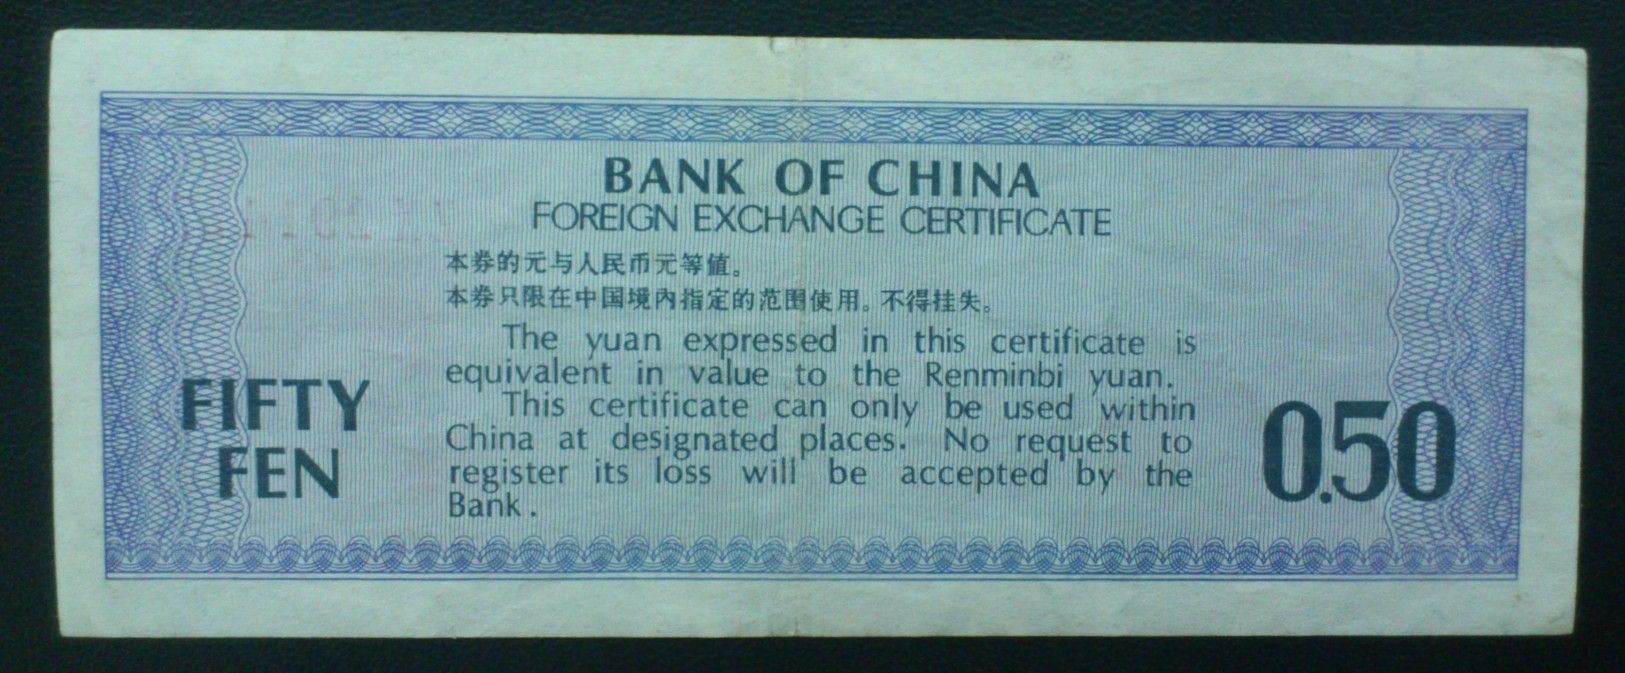 BANK OF CHINA
FOREIGN EXCHANGE CERTIFICATE
本券的元与人民币元等值。
本券只限在中国境内指定的范围使用。不得挂失。
The yuan expressed in this certificate is
equivalent in value to the Renminbi yuan.
This certificate can only be used within
China at designated places. No request to
register its loss will be accepted by the
Bank.
FIFTY
FEN
0.50